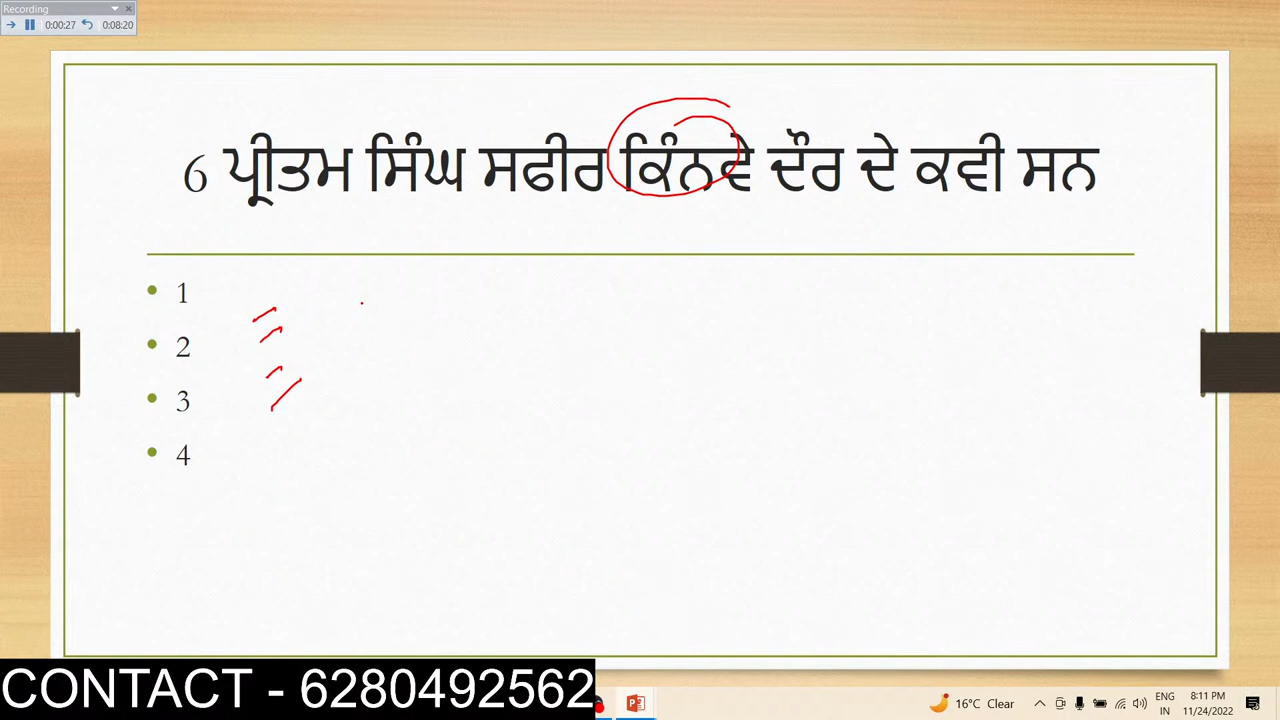 Recording
0:00:27 0:08:20
6 ਪ੍ਰੀਤਮ ਸਿੰਘ ਸਫੀਰ ਕਿੰਨਵੇ ਦੌਰ ਦੇ ਕਵੀ ਸਨ
1
2
3
4
CONTACT - 6280492562
16°C Clear
ENG
IN
8:11 PM
11/24/2022